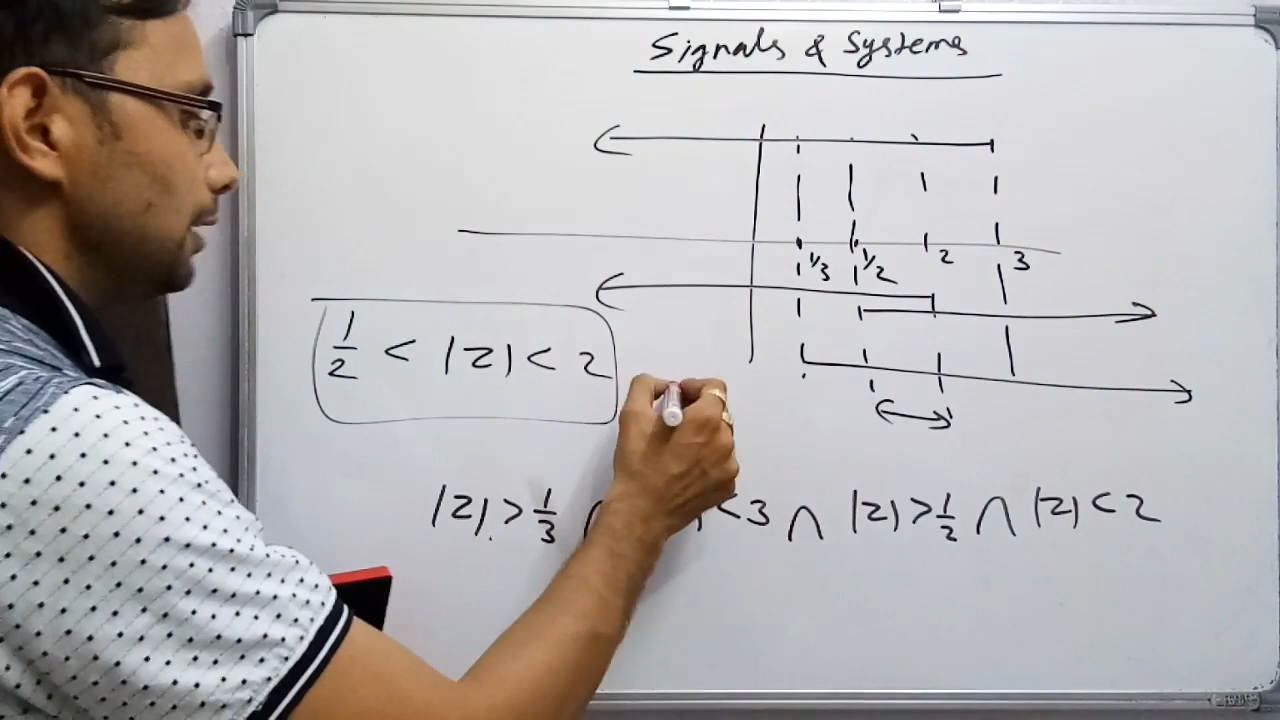 Signals & Systems
1/3 1/2 2 3
1/2 < |z| < 2
|z| > 1/3 ∩ < 3 ∩ |z| > 1/2 ∩ |z| < 2